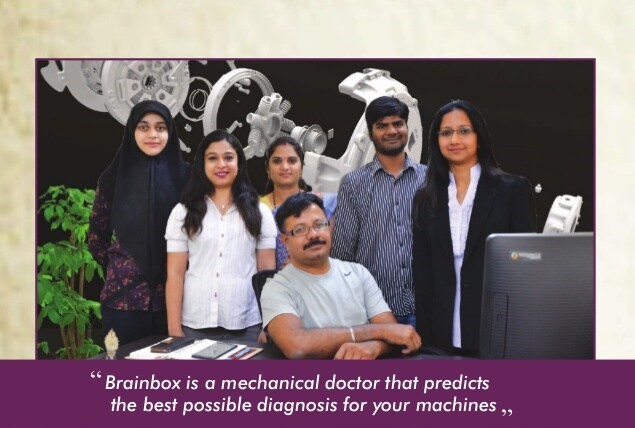 “Brainbox is a mechanical doctor that predicts
the best possible diagnosis for your machines„